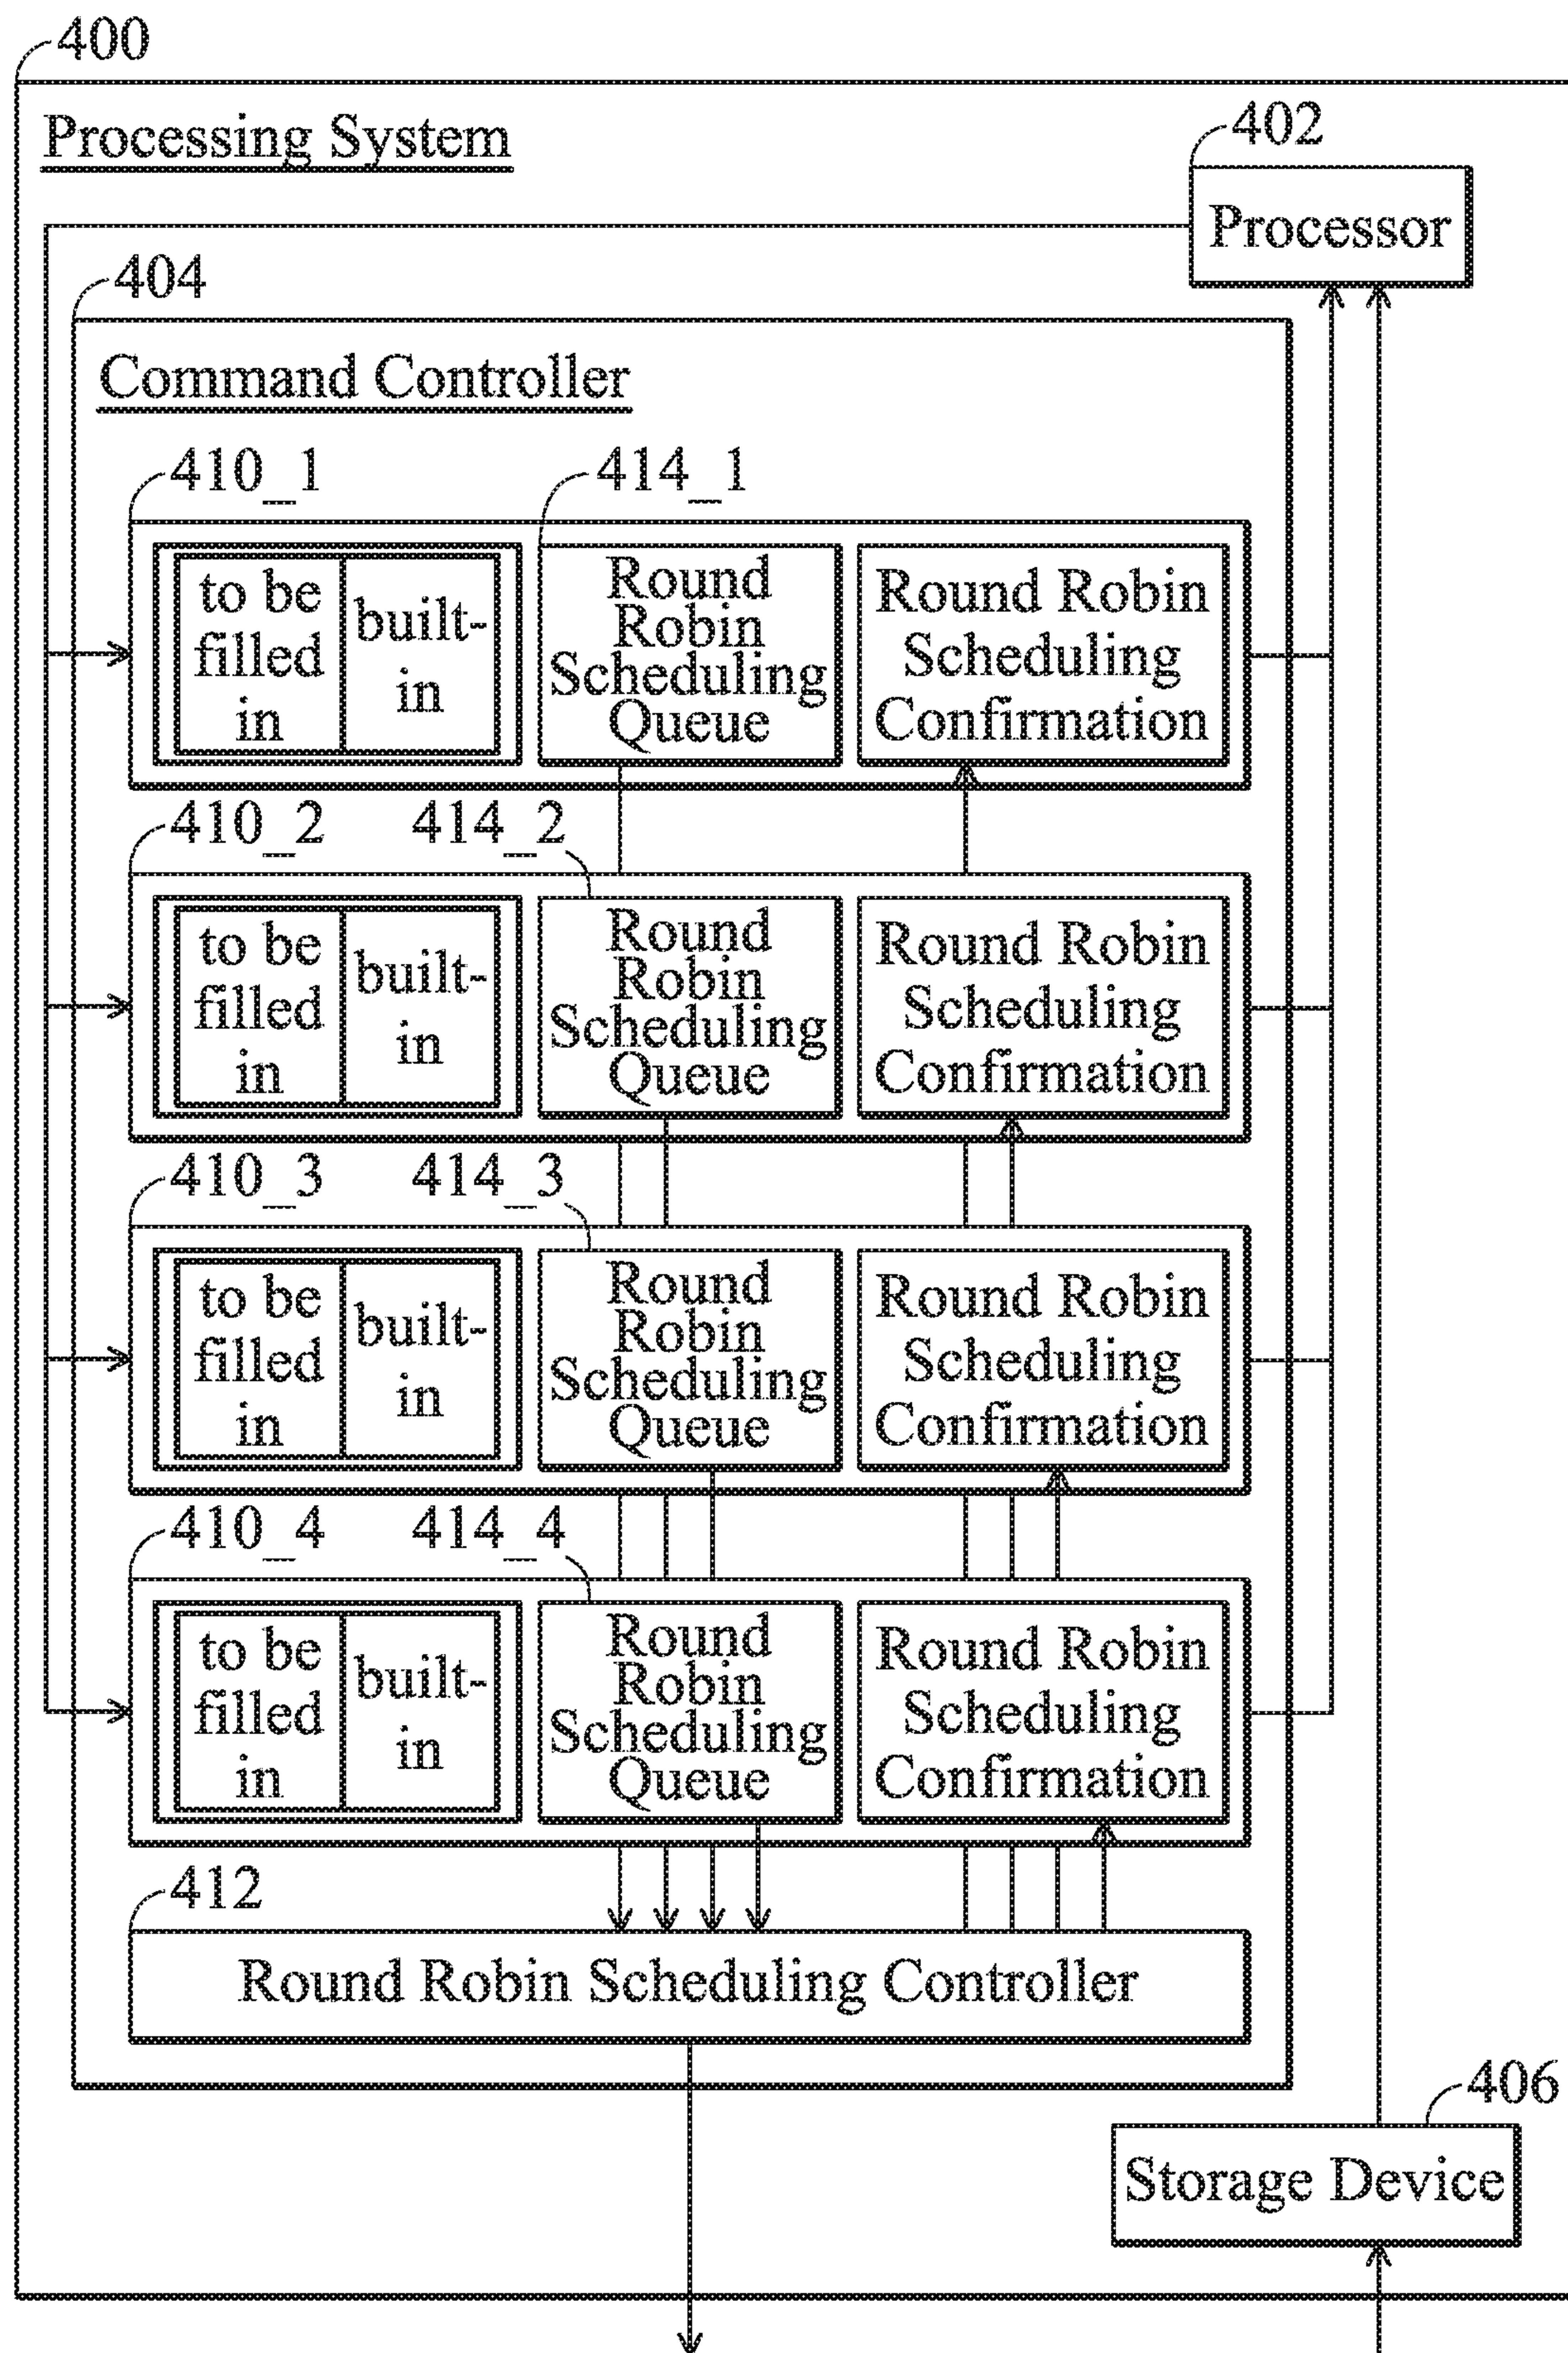 400
Processing System
402
Processor
404
Command Controller
410_1
414_1
to be
filled
in
built-
in
Round
Robin
Scheduling
Queue
Round Robin
Scheduling
Confirmation
410_2
414_2
to be
filled
in
built-
in
Round
Robin
Scheduling
Queue
Round Robin
Scheduling
Confirmation
410_3
414_3
to be
filled
in
built-
in
Round
Robin
Scheduling
Queue
Round Robin
Scheduling
Confirmation
410_4
414_4
to be
filled
in
built-
in
Round
Robin
Scheduling
Queue
Round Robin
Scheduling
Confirmation
412
Round Robin Scheduling Controller
406
Storage Device